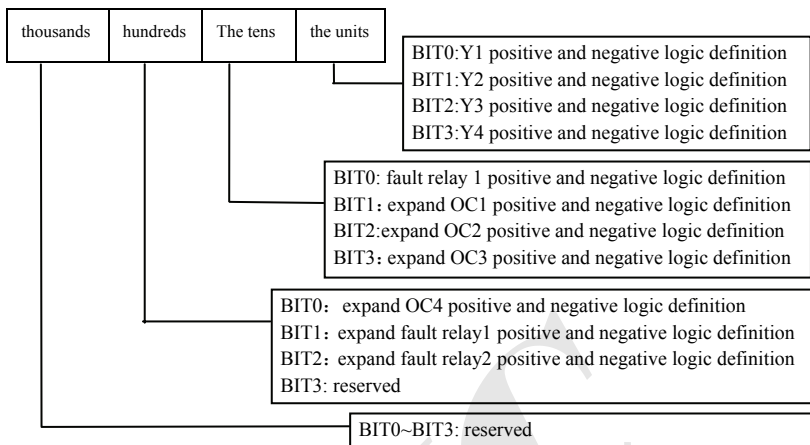 thousands hundreds The tens the units
BIT0:Y1 positive and negative logic definition
BIT1:Y2 positive and negative logic definition
BIT2:Y3 positive and negative logic definition
BIT3:Y4 positive and negative logic definition
BIT0: fault relay 1 positive and negative logic definition
BIT1：expand OC1 positive and negative logic definition
BIT2:expand OC2 positive and negative logic definition
BIT3：expand OC3 positive and negative logic definition
BIT0：expand OC4 positive and negative logic definition
BIT1：expand fault relay1 positive and negative logic definition
BIT2：expand fault relay2 positive and negative logic definition
BIT3: reserved
BIT0~BIT3: reserved